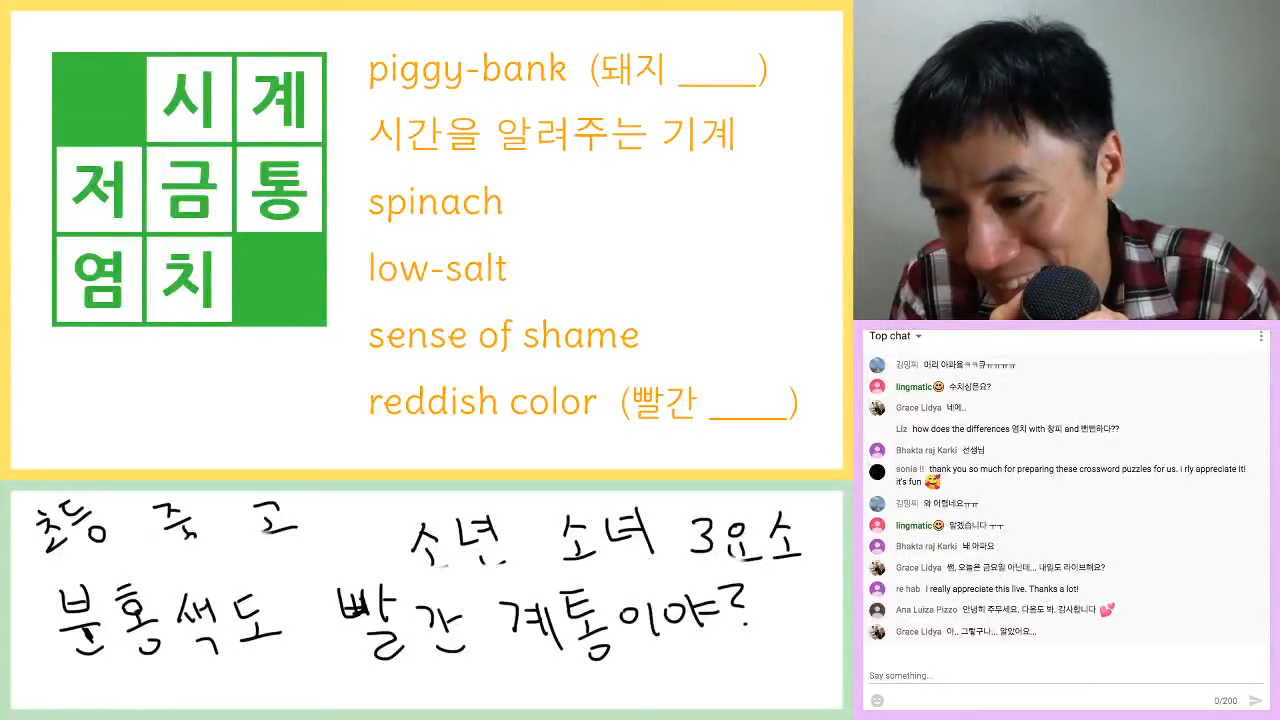 시계
저금통
염치
piggy-bank (돼지 ____)
시간을 알려주는 기계
spinach
low-salt
sense of shame
reddish color (빨간 ____)
초등 중 고
소년 소녀 3요소
분홍색도 빨간 계통이야?
Top chat
김밍찌 머리 아파욬ㅋㅋ큐ㅠㅠㅠㅠ
lingmatic 수치심은요?
Grace Lidya 네에..
Liz how does the differences 염치 with 창피 and 뻔뻔하다??
Bhakta raj Karki 선생님
sonia !! thank you so much for preparing these crossword puzzles for us. I rly appreciate it!
it's fun
김밍찌 와 어렵네요ㅠㅠ
lingmatic 알겠습니다 ㅜㅜ
Bhakta raj Karki 놰 아파요
Grace Lidya 쌤, 오늘은 금요일 아닌데... 내일도 라이브해요?
re hab I really appreciate this live. Thanks a lot!
Ana Luiza Pizzo 안녕히 주무세요. 다음도 봐. 감사합니다
Grace Lidya 아.. 그렇구나... 알았어요...
Say something...
0/200